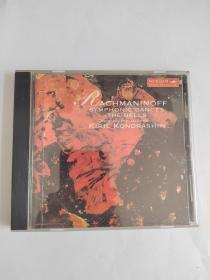 RACHMANINOFF
SYMPHONIC DANCES
THE BELLS
KIRIL KONDRASHIN